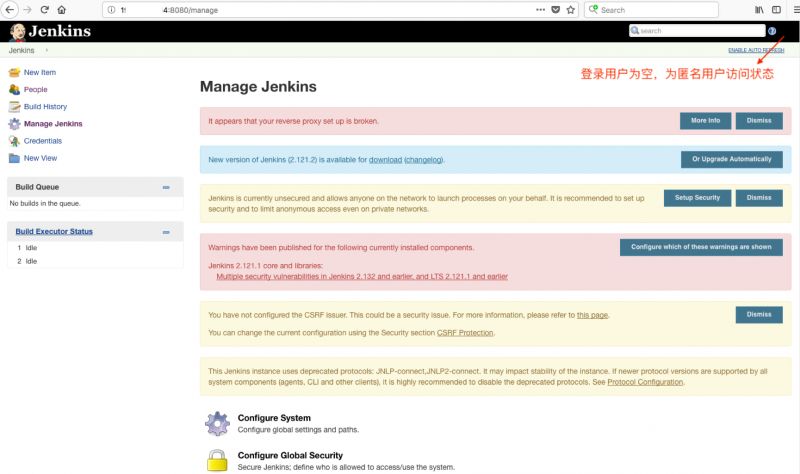 4:8080/manage
Search
Jenkins
search
Jenkins
ENABLE AUTO REFRESH
登录用户为空，为匿名用户访问状态
New Item
People
Build History
Manage Jenkins
Credentials
New View
Build Queue
No builds in the queue.
Build Executor Status
1 Idle
2 Idle
Manage Jenkins
It appears that your reverse proxy set up is broken.
More Info
Dismiss
New version of Jenkins (2.121.2) is available for download (changelog).
Or Upgrade Automatically
Jenkins is currently unsecured and allows anyone on the network to launch processes on your behalf. It is recommended to set up
security and to limit anonymous access even on private networks.
Setup Security
Dismiss
Warnings have been published for the following currently installed components.
Configure which of these warnings are shown
Jenkins 2.121.1 core and libraries:
Multiple security vulnerabilities in Jenkins 2.132 and earlier, and LTS 2.121.1 and earlier
You have not configured the CSRF issuer. This could be a security issue. For more information, please refer to this page.
Dismiss
You can change the current configuration using the Security section CSRF Protection.
This Jenkins instance uses deprecated protocols: JNLP-connect,JNLP2-connect. It may impact stability of the instance. If newer protocol versions are supported by all
system components (agents, CLI and other clients), it is highly recommended to disable the deprecated protocols. See Protocol Configuration.
Configure System
Configure global settings and paths.
Configure Global Security
Secure Jenkins; define who is allowed to access/use the system.